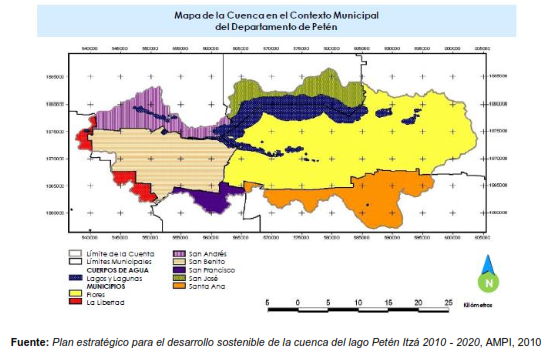 Mapa de la Cuenca en el Contexto Municipal
del Departamento de Petén
Límite de la Cuenta
Límites Municipales
CUERPOS DE AGUA
Lagos y Lagunas
MUNICIPIOS
Flores
La Libertad
San Andrés
San Benito
San Francisco
San José
Santa Ana
N
5 0 5 10 15 20 25
Kilómetros
Fuente: Plan estratégico para el desarrollo sostenible de la cuenca del lago Petén Itzá 2010 - 2020, AMPI, 2010